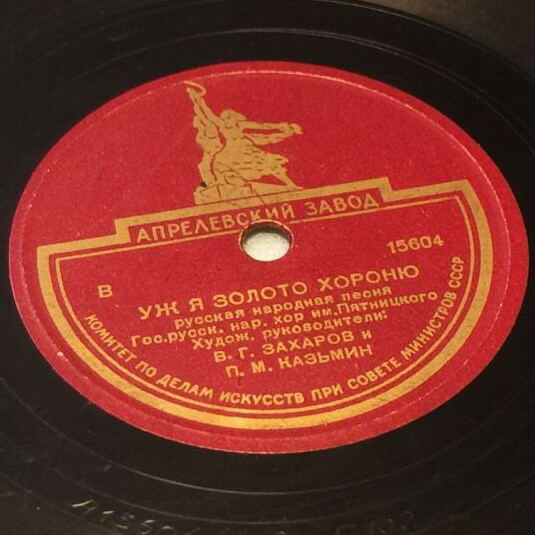 АПРЕЛЕВСКИЙ ЗАВОД
15604
В
УЖ Я ЗОЛОТО ХОРОНЮ
русская народная песня
Гос.русск. нар. хор им.Пятницкого
Худож. руководители:
В. Г. ЗАХАРОВ и
П. М. КАЗЬМИН
КОМИТЕТ ПО ДЕЛАМ ИСКУССТВ ПРИ СОВЕТЕ МИНИСТРОВ СССР